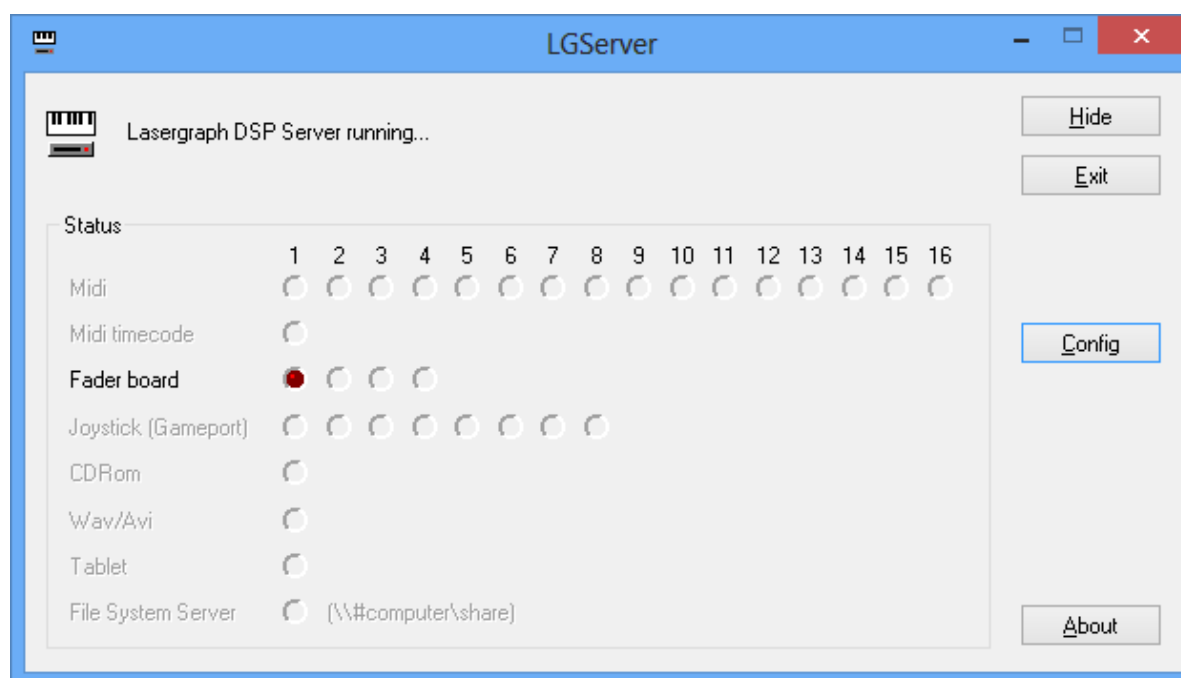 LGServer
Lasergraph DSP Server running...
Hide
Exit
Status
1 2 3 4 5 6 7 8 9 10 11 12 13 14 15 16
Midi
Midi timecode
Config
Fader board
Joystick (Gameport)
CDRom
Wav/Avi
Tablet
File System Server (\\#computer\share)
About